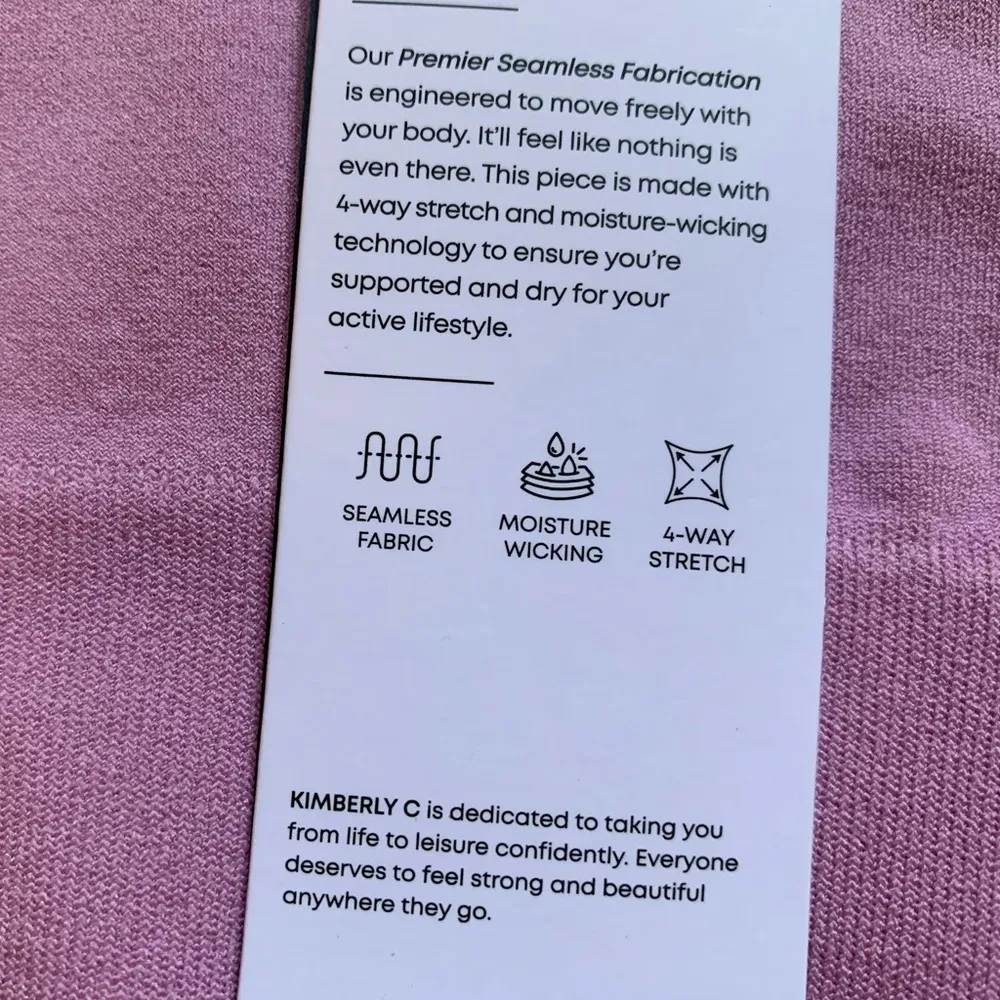 Our Premier Seamless Fabrication
is engineered to move freely with
your body. It'll feel like nothing is
even there. This piece is made with
4-way stretch and moisture-wicking
technology to ensure you're
supported and dry for your
active lifestyle.
SEAMLESS
FABRIC
MOISTURE
WICKING
4-WAY
STRETCH
KIMBERLY C is dedicated to taking you
from life to leisure confidently. Everyone
deserves to feel strong and beautiful
anywhere they go.